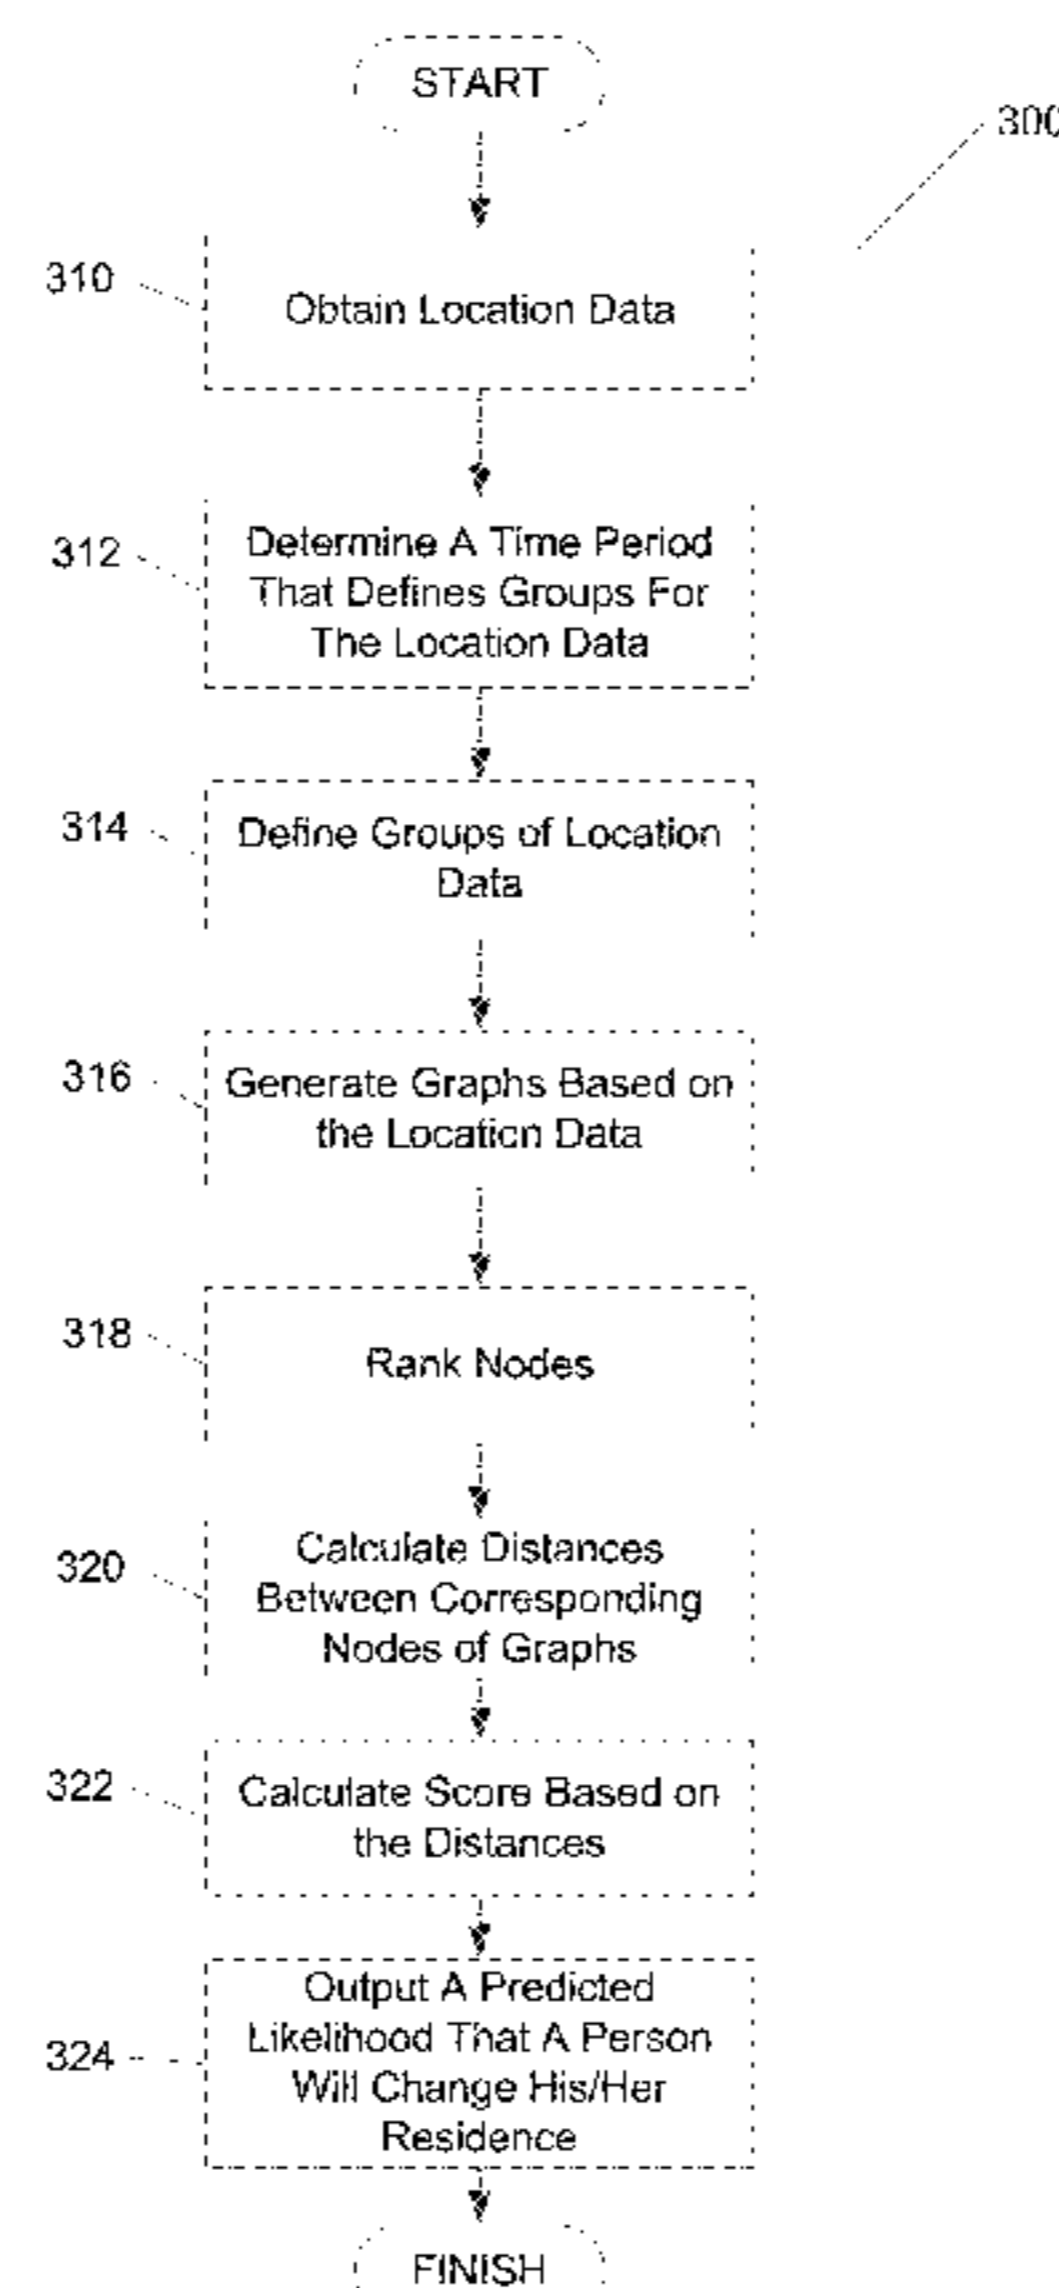 START
300
310
Obtain Location Data
312
Determine A Time Period
That Defines Groups For
The Location Data
314
Define Groups of Location
Data
316
Generate Graphs Based on
the Location Data
318
Rank Nodes
320
Calculate Distances
Between Corresponding
Nodes of Graphs
322
Calculate Score Based on
the Distances
324
Output A Predicted
Likelihood That A Person
Will Change His/Her
Residence
FINISH